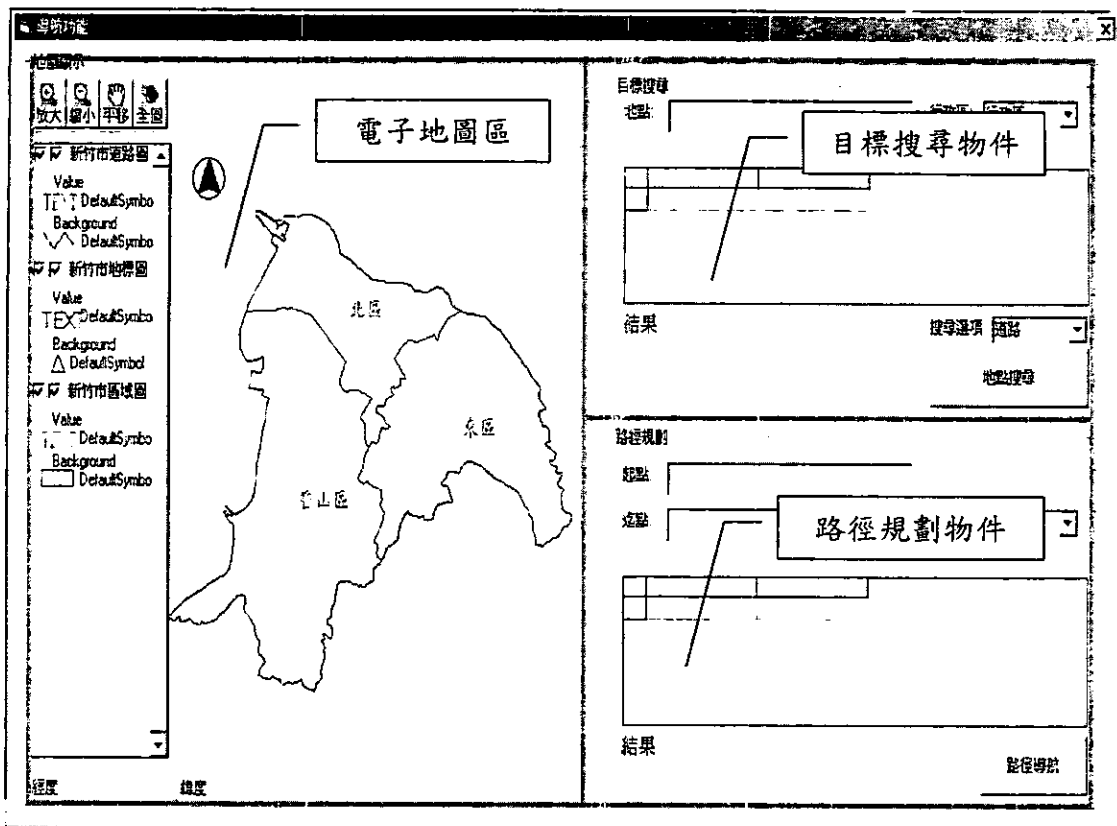 導航功能
地圖顯示
放大 縮小 平移 全圖
新竹市道路圖
Value
TEXT DefaultSymbo
Background
DefaultSymbo
新竹市地標圖
Value
TEXT DefaultSymbo
Background
DefaultSymbol
新竹市區域圖
Value
DefaultSymbo
Background
DefaultSymbo
經度
緯度
電子地圖區
北區
東區
香山區
目標搜尋
地點:
行政區:
目標搜尋物件
結果
搜尋選項 道路
地點搜尋
路徑規劃
起點:
迄點:
路徑規劃物件
結果
路徑導航